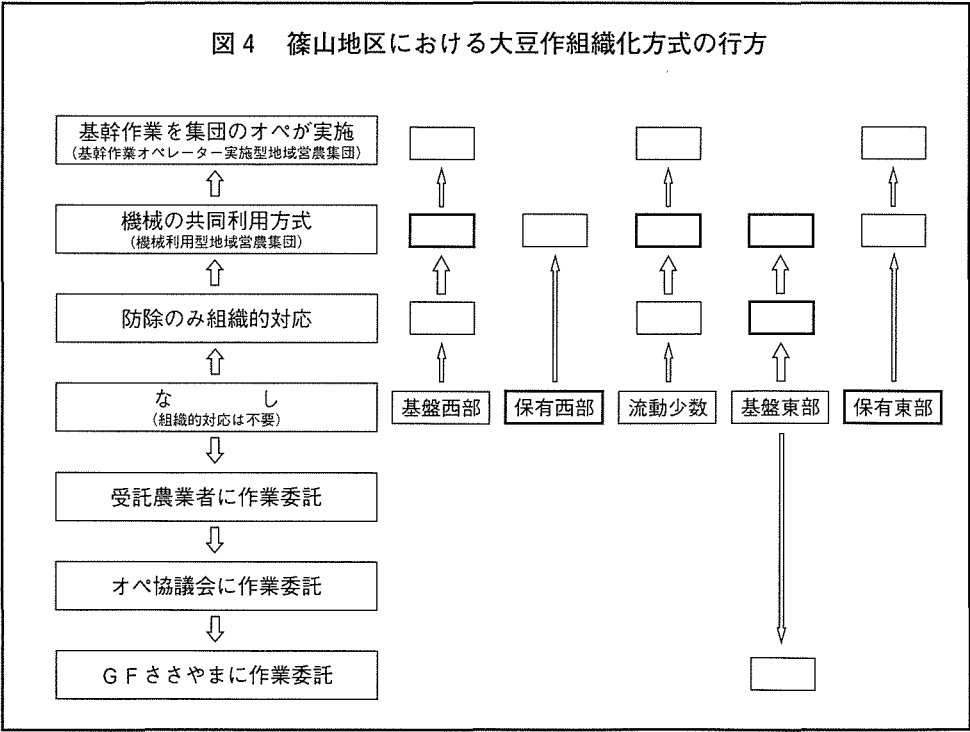 図4 篠山地区における大豆作組織化方式の行方
基幹作業を集団のオペが実施
(基幹作業オペレーター実施型地域営農集団)
機械の共同利用方式
(機械利用型地域営農集団)
防除のみ組織的対応
なし
(組織的対応は不要)
基盤西部
保有西部
流動少数
基盤東部
保有東部
受託農業者に作業委託
オペ協議会に作業委託
GFささやまに作業委託